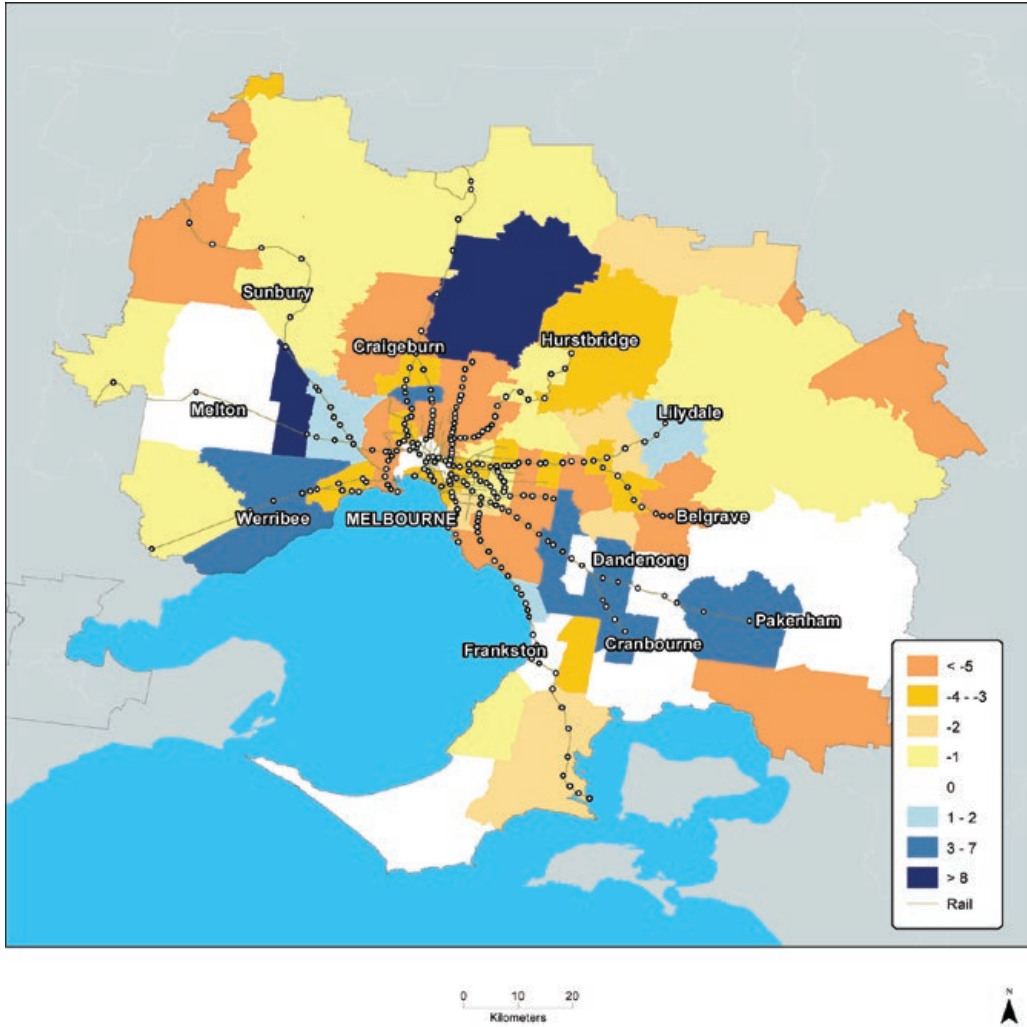 Sunbury
Craigeburn
Hurstbridge
Melton
Lilydale
Werribee
MELBOURNE
Belgrave
Dandenong
Pakenham
Cranbourne
Frankston
< -5
-4 - -3
-2
-1
0
1 - 2
3 - 7
> 8
Rail
0 10 20
Kilometers
N